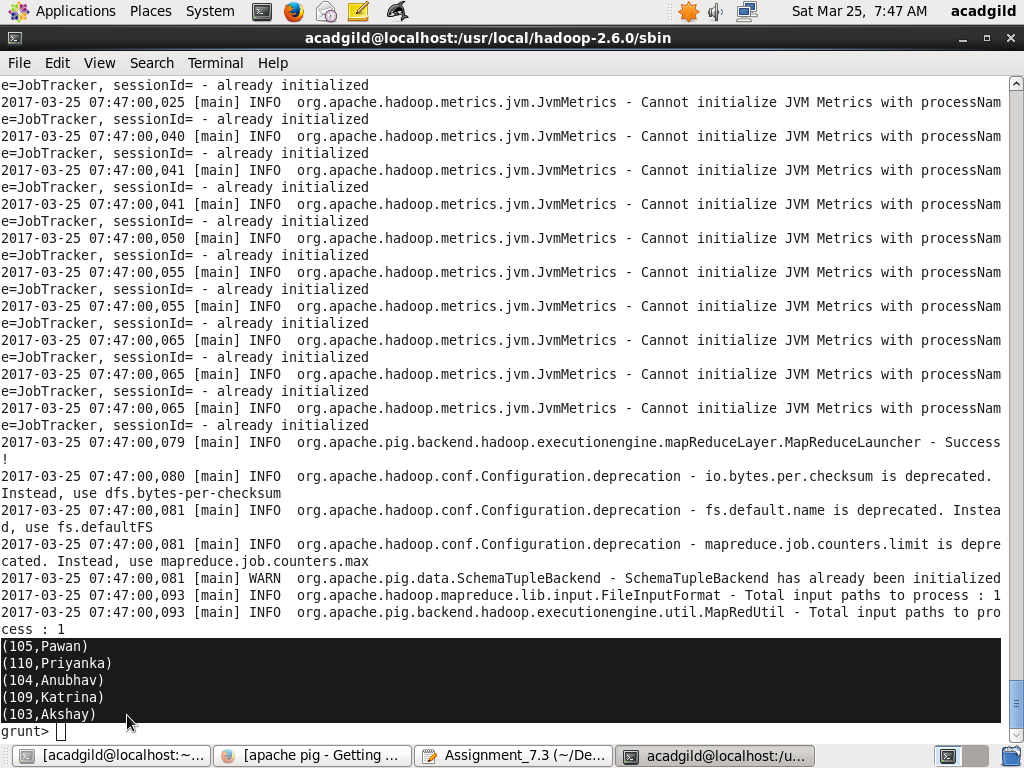 Applications Places System Sat Mar 25, 7:47 AM acadgild
acadgild@localhost:/usr/local/hadoop-2.6.0/sbin
File Edit View Search Terminal Help
e=JobTracker, sessionId= - already initialized
2017-03-25 07:47:00,025 [main] INFO  org.apache.hadoop.metrics.jvm.JvmMetrics - Cannot initialize JVM Metrics with processNam
e=JobTracker, sessionId= - already initialized
2017-03-25 07:47:00,040 [main] INFO  org.apache.hadoop.metrics.jvm.JvmMetrics - Cannot initialize JVM Metrics with processNam
e=JobTracker, sessionId= - already initialized
2017-03-25 07:47:00,041 [main] INFO  org.apache.hadoop.metrics.jvm.JvmMetrics - Cannot initialize JVM Metrics with processNam
e=JobTracker, sessionId= - already initialized
2017-03-25 07:47:00,041 [main] INFO  org.apache.hadoop.metrics.jvm.JvmMetrics - Cannot initialize JVM Metrics with processNam
e=JobTracker, sessionId= - already initialized
2017-03-25 07:47:00,050 [main] INFO  org.apache.hadoop.metrics.jvm.JvmMetrics - Cannot initialize JVM Metrics with processNam
e=JobTracker, sessionId= - already initialized
2017-03-25 07:47:00,055 [main] INFO  org.apache.hadoop.metrics.jvm.JvmMetrics - Cannot initialize JVM Metrics with processNam
e=JobTracker, sessionId= - already initialized
2017-03-25 07:47:00,055 [main] INFO  org.apache.hadoop.metrics.jvm.JvmMetrics - Cannot initialize JVM Metrics with processNam
e=JobTracker, sessionId= - already initialized
2017-03-25 07:47:00,065 [main] INFO  org.apache.hadoop.metrics.jvm.JvmMetrics - Cannot initialize JVM Metrics with processNam
e=JobTracker, sessionId= - already initialized
2017-03-25 07:47:00,065 [main] INFO  org.apache.hadoop.metrics.jvm.JvmMetrics - Cannot initialize JVM Metrics with processNam
e=JobTracker, sessionId= - already initialized
2017-03-25 07:47:00,065 [main] INFO  org.apache.hadoop.metrics.jvm.JvmMetrics - Cannot initialize JVM Metrics with processNam
e=JobTracker, sessionId= - already initialized
2017-03-25 07:47:00,079 [main] INFO  org.apache.pig.backend.hadoop.executionengine.mapReduceLayer.MapReduceLauncher - Success
!
2017-03-25 07:47:00,080 [main] INFO  org.apache.hadoop.conf.Configuration.deprecation - io.bytes.per.checksum is deprecated.
Instead, use dfs.bytes-per-checksum
2017-03-25 07:47:00,081 [main] INFO  org.apache.hadoop.conf.Configuration.deprecation - fs.default.name is deprecated. Instea
d, use fs.defaultFS
2017-03-25 07:47:00,081 [main] INFO  org.apache.hadoop.conf.Configuration.deprecation - mapreduce.job.counters.limit is depre
cated. Instead, use mapreduce.job.counters.max
2017-03-25 07:47:00,081 [main] WARN  org.apache.pig.data.SchemaTupleBackend - SchemaTupleBackend has already been initialized
2017-03-25 07:47:00,093 [main] INFO  org.apache.hadoop.mapreduce.lib.input.FileInputFormat - Total input paths to process : 1
2017-03-25 07:47:00,093 [main] INFO  org.apache.pig.backend.hadoop.executionengine.util.MapRedUtil - Total input paths to pro
cess : 1
(105,Pawan)
(110,Priyanka)
(104,Anubhav)
(109,Katrina)
(103,Akshay)
grunt>
[acadgild@localhost:~... [apache pig - Getting ... Assignment_7.3 (~/De... acadgild@localhost:/u...